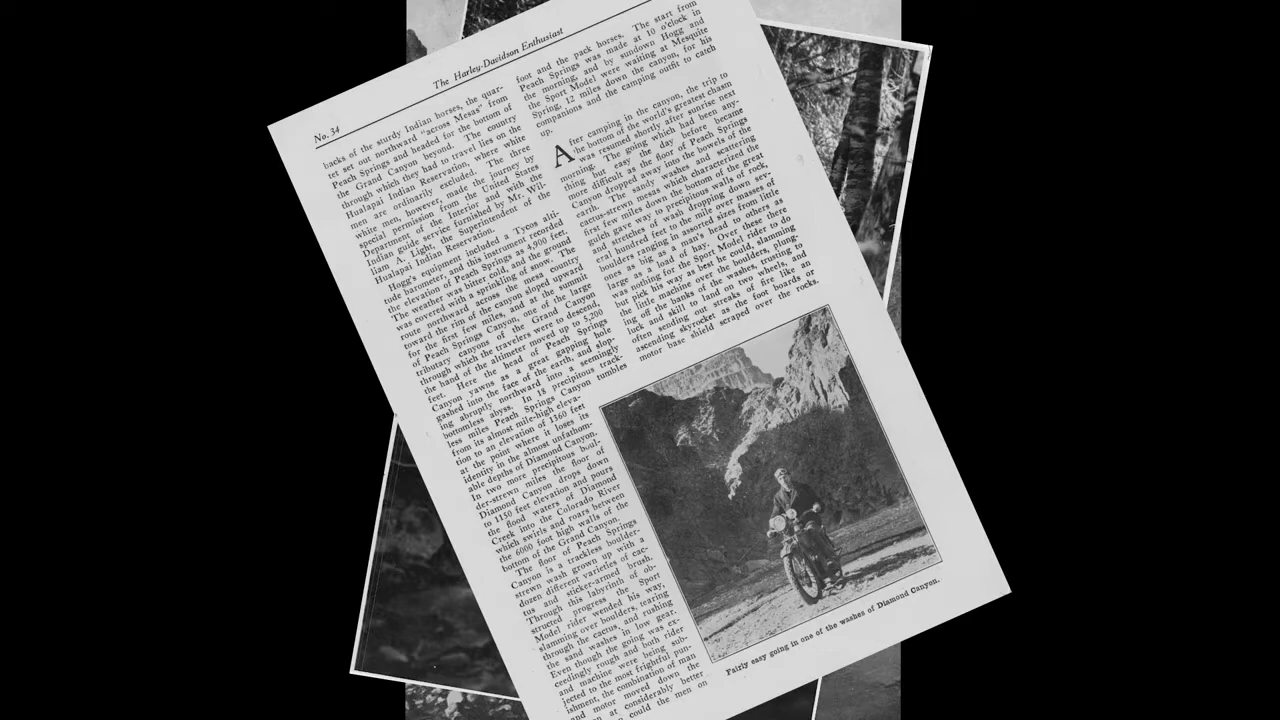 The Harley-Davidson Enthusiast
No. 34
backs of the sturdy Indian horses, the quar-
tet set out northward "across Mesas" from
Peach Springs and headed for the bottom of
the Grand Canyon beyond. The country
through which they had to travel lies on the
Hualapai Indian Reservation, where white
men are ordinarily excluded. The three
white men, however, made the journey by
special permission from the United States
Department of the Interior and with the
Indian guide service furnished by Mr. Wil-
liam A. Light, the Superintendent of the
Hualapai Indian Reservation.
Hogg's equipment included a Tycos alti-
tude barometer, and this instrument recorded
the elevation of Peach Springs as 4,900 feet.
The weather was bitter cold, and the ground
was covered with a sprinkling of snow. The
route northward across the mesa country
toward the rim of the canyon sloped upward
for the first few miles, and at the summit
of Peach Springs Canyon, one of the large
tributary canyons of the Grand Canyon
through which the travelers were to descend,
the hand of the altimeter moved up to 5,200
feet. Here the head of Peach Springs
Canyon yawns as a great gapping hole
gashed into the face of the earth, and slop-
ing abruptly northward into a seemingly
bottomless abyss. In 18 precipitous track-
less miles Peach Springs Canyon tumbles
from its almost mile-high eleva-
tion to an elevation of 1360 feet
at the point where it loses its
identity in the almost unfathom-
able depths of Diamond Canyon.
In two more precipitous boul-
der-strewn miles the floor of
Diamond Canyon drops down
to 1150 feet elevation and pours
the flood waters of Diamond
Creek into the Colorado River
which swirls and roars between
the 6000 foot high walls of the
bottom of the Grand Canyon.
The floor of Peach Springs
Canyon is a trackless boulder-
strewn wash grown up with a
dozen different varieties of cac-
tus and sticker-armed brush.
Through this labyrinth of ob-
structed progress the Sport
Model rider wended his way,
slamming over boulders, tearing
through the cactus, and rushing
the sand washes in low gear.
Even though the going was ex-
ceedingly rough and both rider
and machine were being sub-
jected to the most frightful pun-
ishment, the combination of man
and motor moved down the
at considerably better
could the men on
foot and the pack horses. The start from
Peach Springs was made at 10 o'clock in
the morning, and by sundown Hogg and
the Sport Model were waiting at Mesquite
Spring, 12 miles down the canyon, for his
companions and the camping outfit to catch
up.
After camping in the canyon, the trip to
the bottom of the world's greatest chasm
was resumed shortly after sunrise next
morning. The going which had been any-
thing but easy the day before became
more difficult as the floor of Peach Springs
Canyon dropped away into the bowels of the
earth. The sandy washes and scattering
cactus-strewn mesas which characterized the
first few miles down the bottom of the great
gulch gave way to precipitous walls of rock,
and stretches of wash dropping down sev-
eral hundred feet to the mile over masses of
boulders ranging in assorted sizes from little
ones as big as a man's head to others as
large as a load of hay. Over these there
was nothing for the Sport Model rider to do
but pick his way as best he could, slamming
the little machine over the boulders, plung-
ing off the banks of the washes, trusting to
luck and skill to land on two wheels, and
often sending out streaks of fire like an
ascending skyrocket as the foot boards or
motor base shield scraped over the rocks.
Fairly easy going in one of the washes of Diamond Canyon.